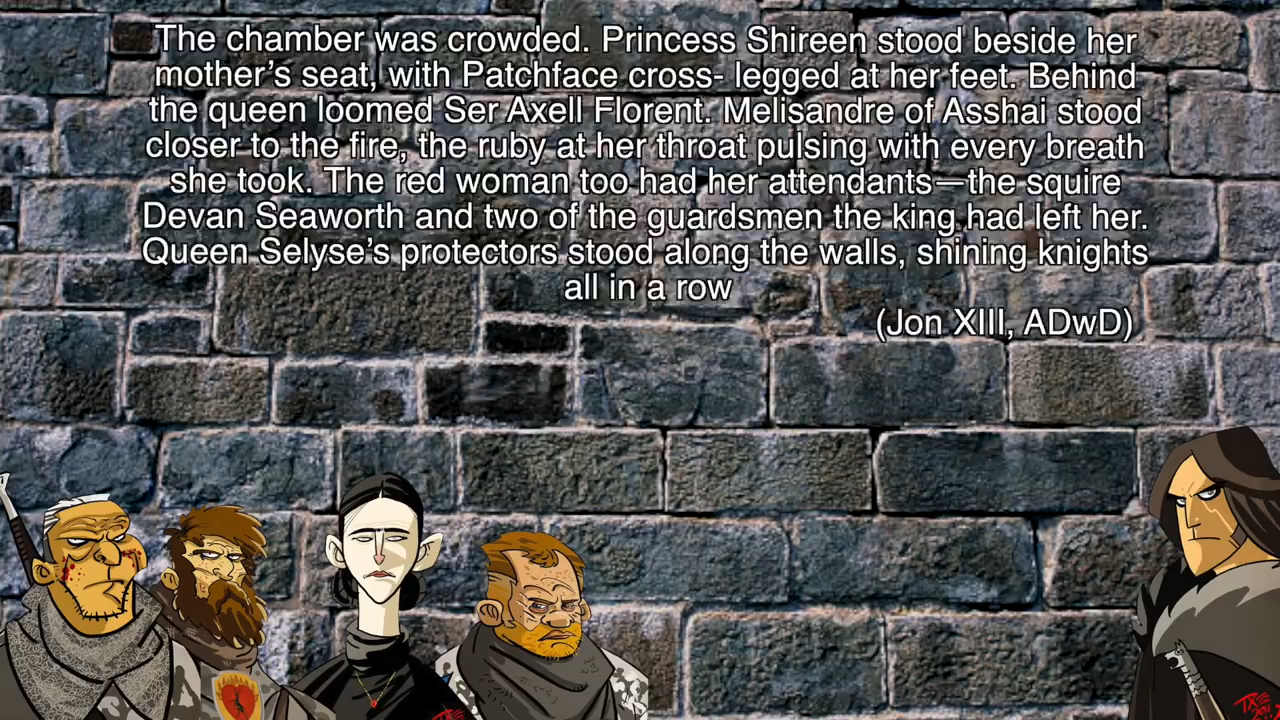 The chamber was crowded. Princess Shireen stood beside her
mother’s seat, with Patchface cross- legged at her feet. Behind
the queen loomed Ser Axell Florent. Melisandre of Asshai stood
closer to the fire, the ruby at her throat pulsing with every breath
she took. The red woman too had her attendants—the squire
Devan Seaworth and two of the guardsmen the king had left her.
Queen Selyse’s protectors stood along the walls, shining knights
all in a row
(Jon XIII, ADwD)